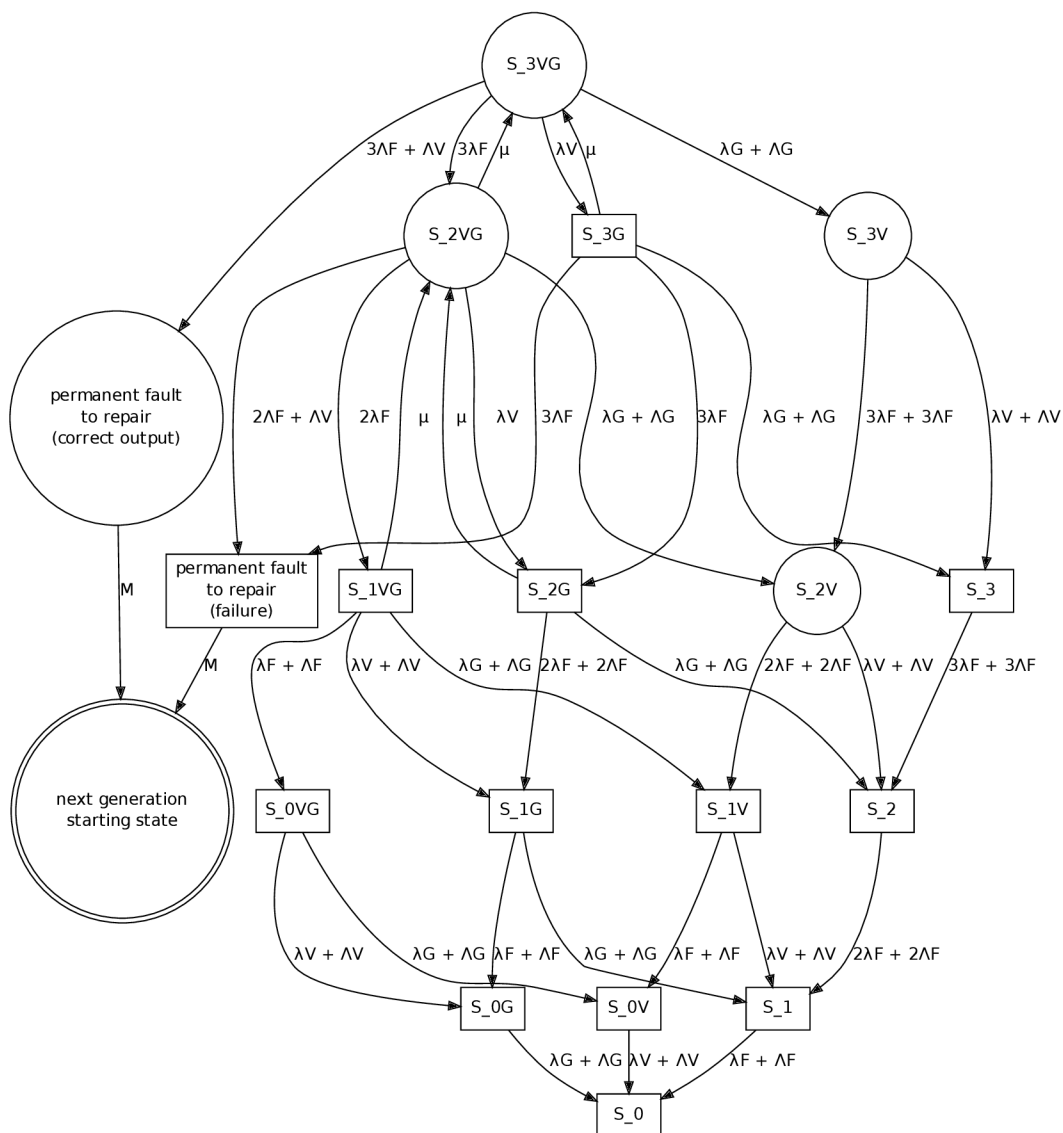 S_3VG
3ΛF + ΛV
3λF
μ
λV
μ
λG + ΛG
S_2VG
S_3G
S_3V
permanent fault
to repair
(correct output)
2ΛF + ΛV
2λF
μ
μ
λV
3ΛF
λG + ΛG
3λF
λG + ΛG
3λF + 3ΛF
λV + ΛV
M
permanent fault
to repair
(failure)
S_1VG
S_2G
S_2V
S_3
M
λF + ΛF
λV + ΛV
λG + ΛG
2λF + 2ΛF
λG + ΛG
2λF + 2ΛF
λV + ΛV
3λF + 3ΛF
next generation
starting state
S_0VG
S_1G
S_1V
S_2
λV + ΛV
λG + ΛG
λF + ΛF
λG + ΛG
λF + ΛF
λV + ΛV
2λF + 2ΛF
S_0G
S_0V
S_1
λG + ΛG
λV + ΛV
λF + ΛF
S_0